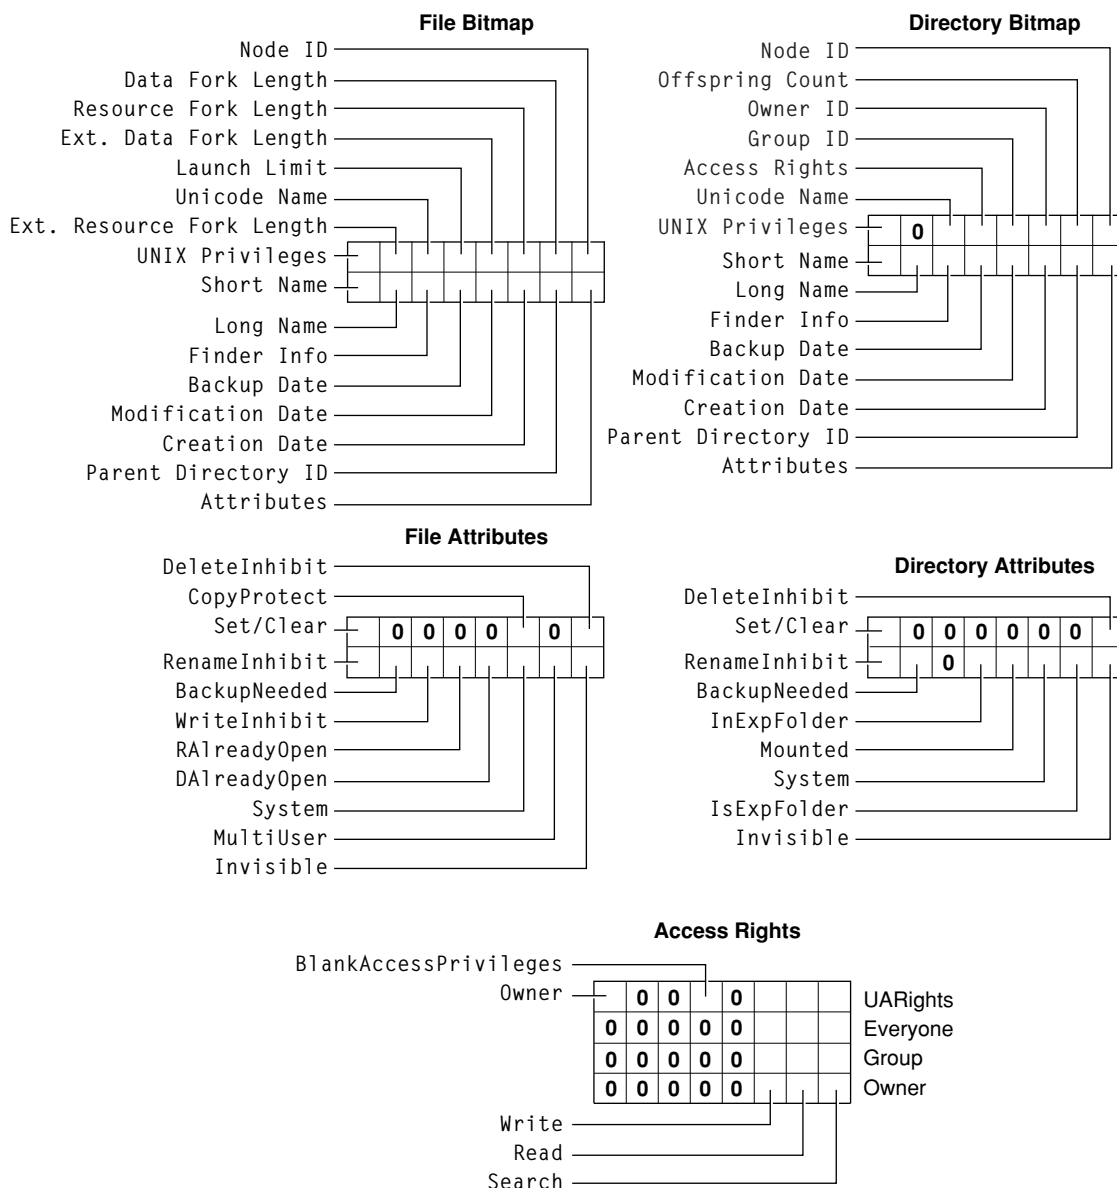 File Bitmap
Node ID
Data Fork Length
Resource Fork Length
Ext. Data Fork Length
Launch Limit
Unicode Name
Ext. Resource Fork Length
UNIX Privileges
Short Name
Long Name
Finder Info
Backup Date
Modification Date
Creation Date
Parent Directory ID
Attributes
Directory Bitmap
Node ID
Offspring Count
Owner ID
Group ID
Access Rights
Unicode Name
UNIX Privileges
0
Short Name
Long Name
Finder Info
Backup Date
Modification Date
Creation Date
Parent Directory ID
Attributes
File Attributes
DeleteInhibit
CopyProtect
Set/Clear
0 0 0 0 0
RenameInhibit
BackupNeeded
WriteInhibit
RAlreadyOpen
DAlreadyOpen
System
MultiUser
Invisible
Directory Attributes
DeleteInhibit
Set/Clear
0 0 0 0 0 0
RenameInhibit
0
BackupNeeded
InExpFolder
Mounted
System
IsExpFolder
Invisible
Access Rights
BlankAccessPrivileges
Owner
0 0 0
UARights
0 0 0 0 0
Everyone
0 0 0 0 0
Group
0 0 0 0 0
Owner
Write
Read
Search